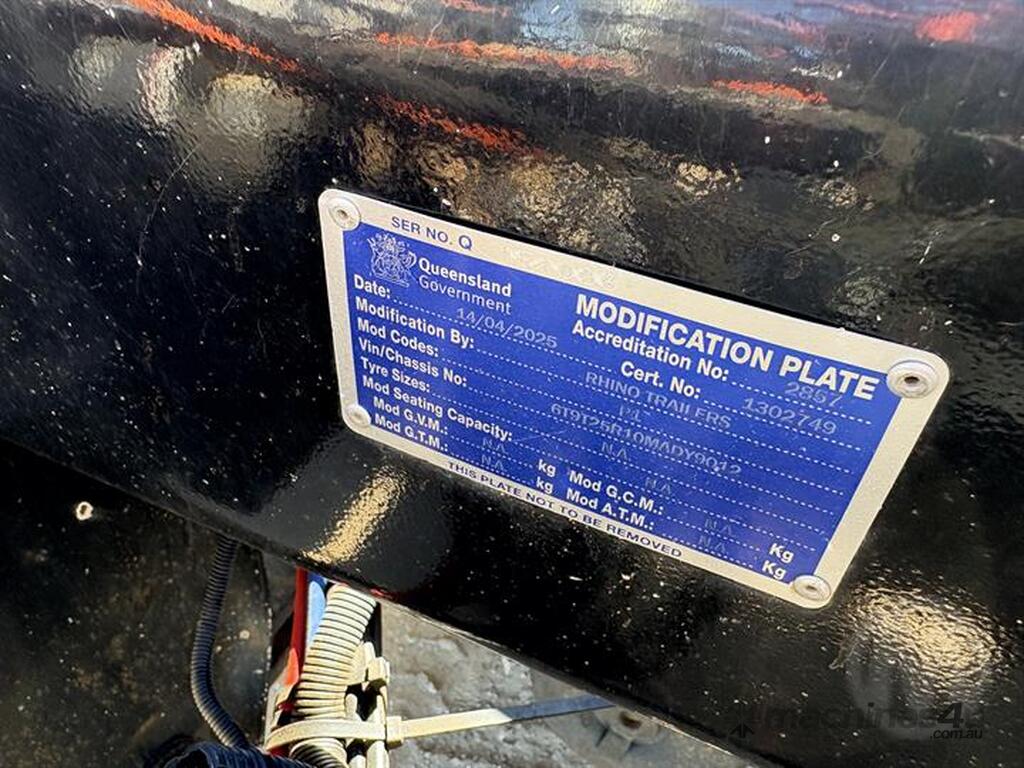 SER NO. Q
Queensland
Government
MODIFICATION PLATE
Date: 14/04/2025 Accreditation No: 2857
Modification By: RHINO TRAILERS Cert. No: 1302749
Mod Codes: P4
Vin/Chassis No: 6T9T25R10MADY9012
Tyre Sizes: N.A.
Mod Seating Capacity: N.A.
Mod G.V.M.: N.A. kg Mod G.C.M.: N.A. Kg
Mod G.T.M.: N.A. kg Mod A.T.M.: N.A. Kg
THIS PLATE NOT TO BE REMOVED
machines4u
.com.au